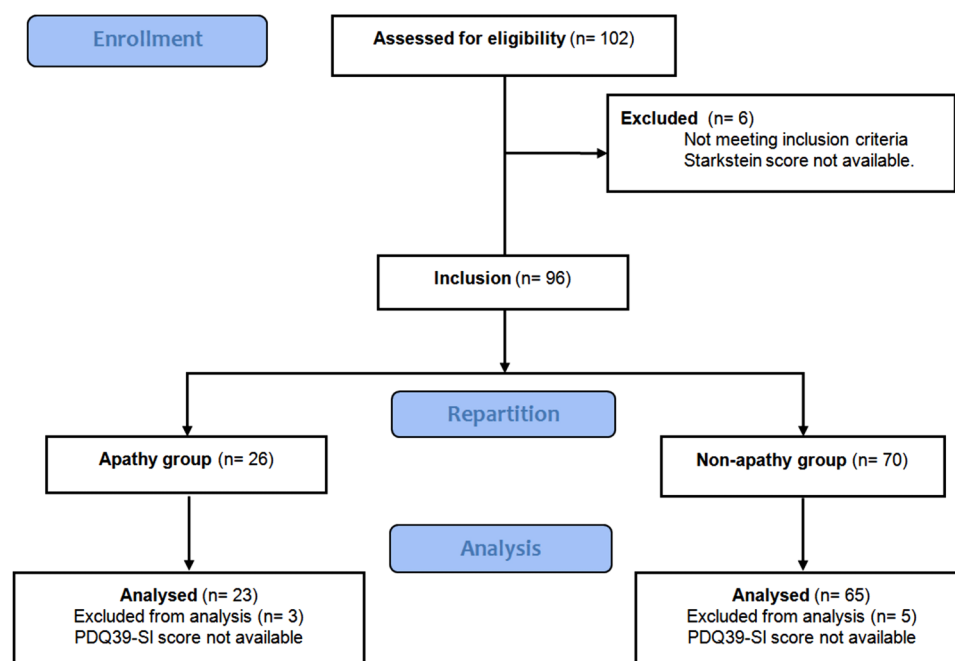 Enrollment
Assessed for eligibility (n= 102)
Excluded (n= 6)
Not meeting inclusion criteria
Starkstein score not available.
Inclusion (n= 96)
Repartition
Apathy group (n= 26)
Non-apathy group (n= 70)
Analysis
Analysed (n= 23)
Excluded from analysis (n= 3)
PDQ39-SI score not available
Analysed (n= 65)
Excluded from analysis (n= 5)
PDQ39-SI score not available